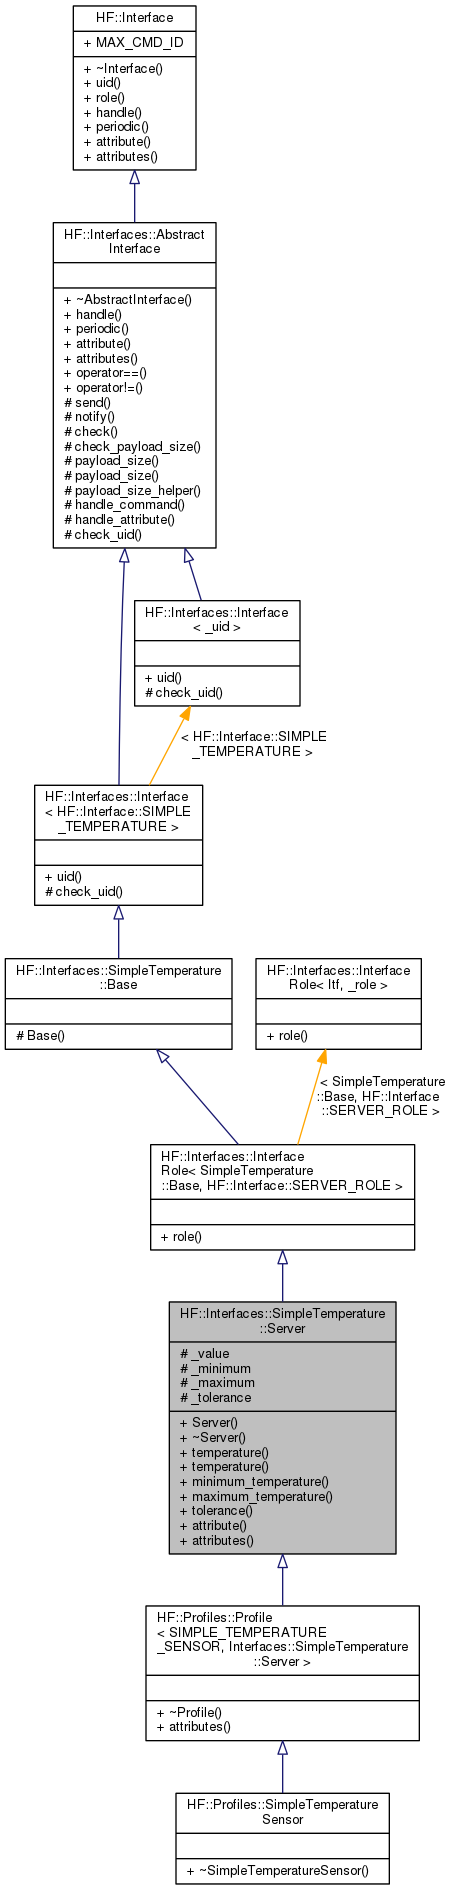 HF::Interface
+ MAX_CMD_ID
+ ~Interface()
+ uid()
+ role()
+ handle()
+ periodic()
+ attribute()
+ attributes()
HF::Interfaces::Abstract
Interface
+ ~AbstractInterface()
+ handle()
+ periodic()
+ attribute()
+ attributes()
+ operator==()
+ operator!=()
# send()
# notify()
# check()
# check_payload_size()
# payload_size()
# payload_size()
# payload_size_helper()
# handle_command()
# handle_attribute()
# check_uid()
HF::Interfaces::Interface
< _uid >
+ uid()
# check_uid()
< HF::Interface::SIMPLE
_TEMPERATURE >
HF::Interfaces::Interface
< HF::Interface::SIMPLE
_TEMPERATURE >
+ uid()
# check_uid()
HF::Interfaces::SimpleTemperature
::Base
# Base()
HF::Interfaces::Interface
Role< Itf, _role >
+ role()
< SimpleTemperature
::Base, HF::Interface
::SERVER_ROLE >
HF::Interfaces::Interface
Role< SimpleTemperature
::Base, HF::Interface::SERVER_ROLE >
+ role()
HF::Interfaces::SimpleTemperature
::Server
# _value
# _minimum
# _maximum
# _tolerance
+ Server()
+ ~Server()
+ temperature()
+ temperature()
+ minimum_temperature()
+ maximum_temperature()
+ tolerance()
+ attribute()
+ attributes()
HF::Profiles::Profile
< SIMPLE_TEMPERATURE
_SENSOR, Interfaces::SimpleTemperature
::Server >
+ ~Profile()
+ attributes()
HF::Profiles::SimpleTemperature
Sensor
+ ~SimpleTemperatureSensor()